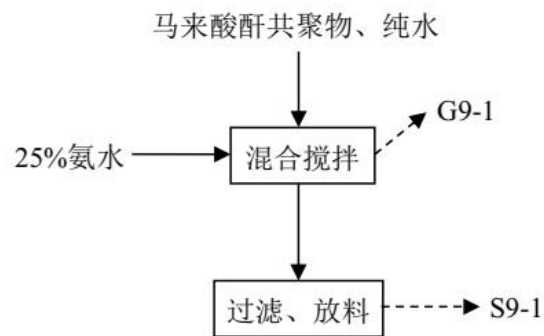 马来酸酐共聚物、纯水
G9-1
25%氨水
混合搅拌
过滤、放料
S9-1